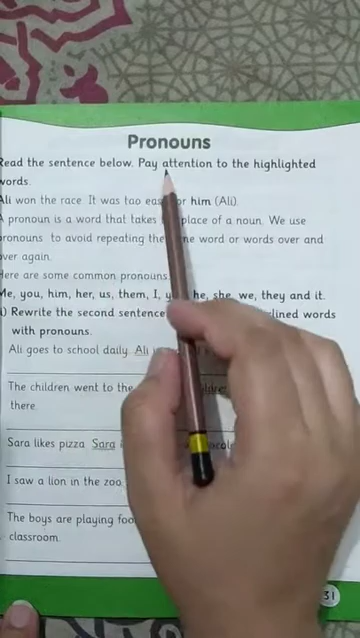 Pronouns
Read the sentence below. Pay attention to the highlighted
words.
Ali won the race. It was too eas for him (Ali).
A pronoun is a word that takes place of a noun. We use
pronouns to avoid repeating the me word or words over and
over again.
Here are some common pronouns
Me, you, him, her, us, them, I, he, she, we, they and it.
Rewrite the second sentence lined words
with pronouns.
Ali goes to school daily. Ali
The children went to the
there.
Sara likes pizza. Sara
I saw a lion in the zoo.
The boys are playing foo
classroom.
31